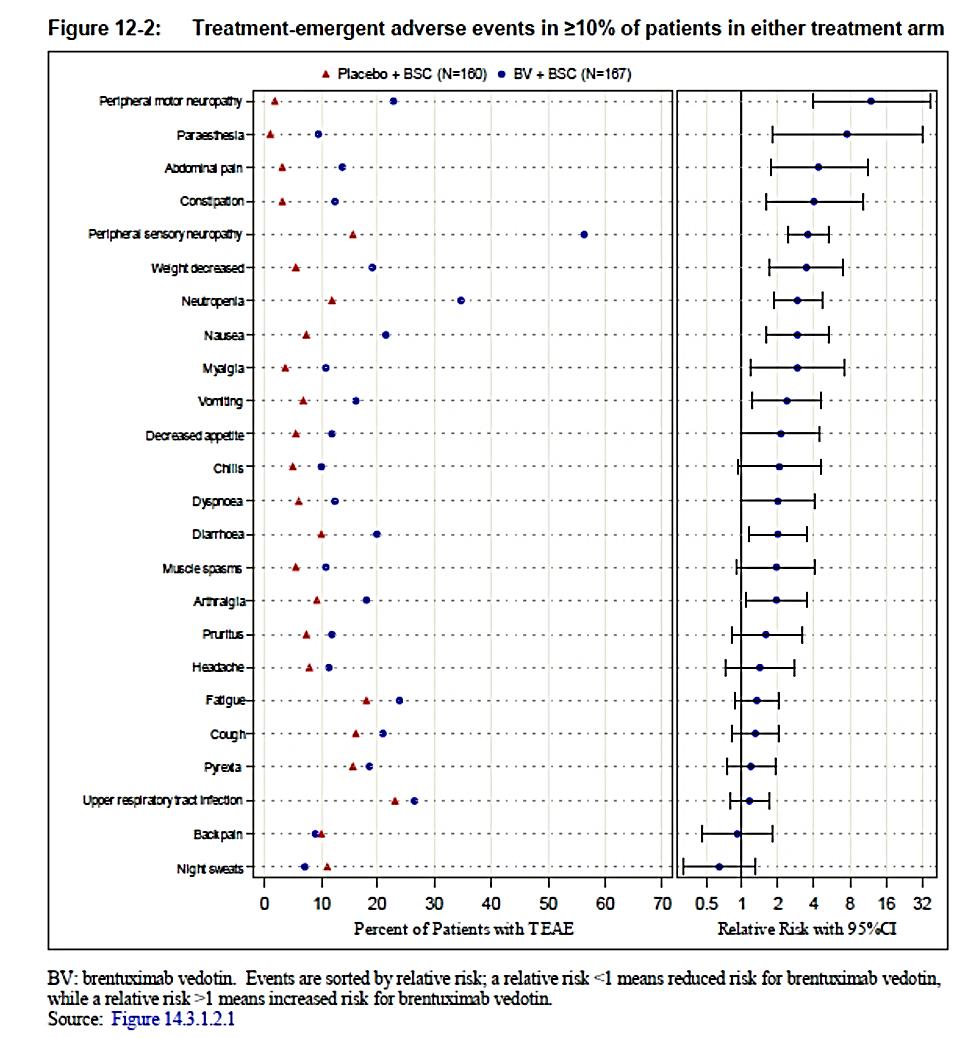 Figure 12-2: Treatment-emergent adverse events in ≥10% of patients in either treatment arm
Placebo + BSC (N=160) BV + BSC (N=167)
Peripheral motor neuropathy
Paraesthesia
Abdominal pain
Constipation
Peripheral sensory neuropathy
Weight decreased
Neutropenia
Nausea
Myalgia
Vomiting
Decreased appetite
Chills
Dyspnoea
Diarrhoea
Muscle spasms
Arthralgia
Pruritus
Headache
Fatigue
Cough
Pyrexia
Upper respiratory tract infection
Back pain
Night sweats
0 10 20 30 40 50 60 70 0.5 1 2 4 8 16 32
Percent of Patients with TEAE Relative Risk with 95%CI
BV: brentuximab vedotin. Events are sorted by relative risk; a relative risk <1 means reduced risk for brentuximab vedotin,
while a relative risk >1 means increased risk for brentuximab vedotin.
Source: Figure 14.3.1.2.1